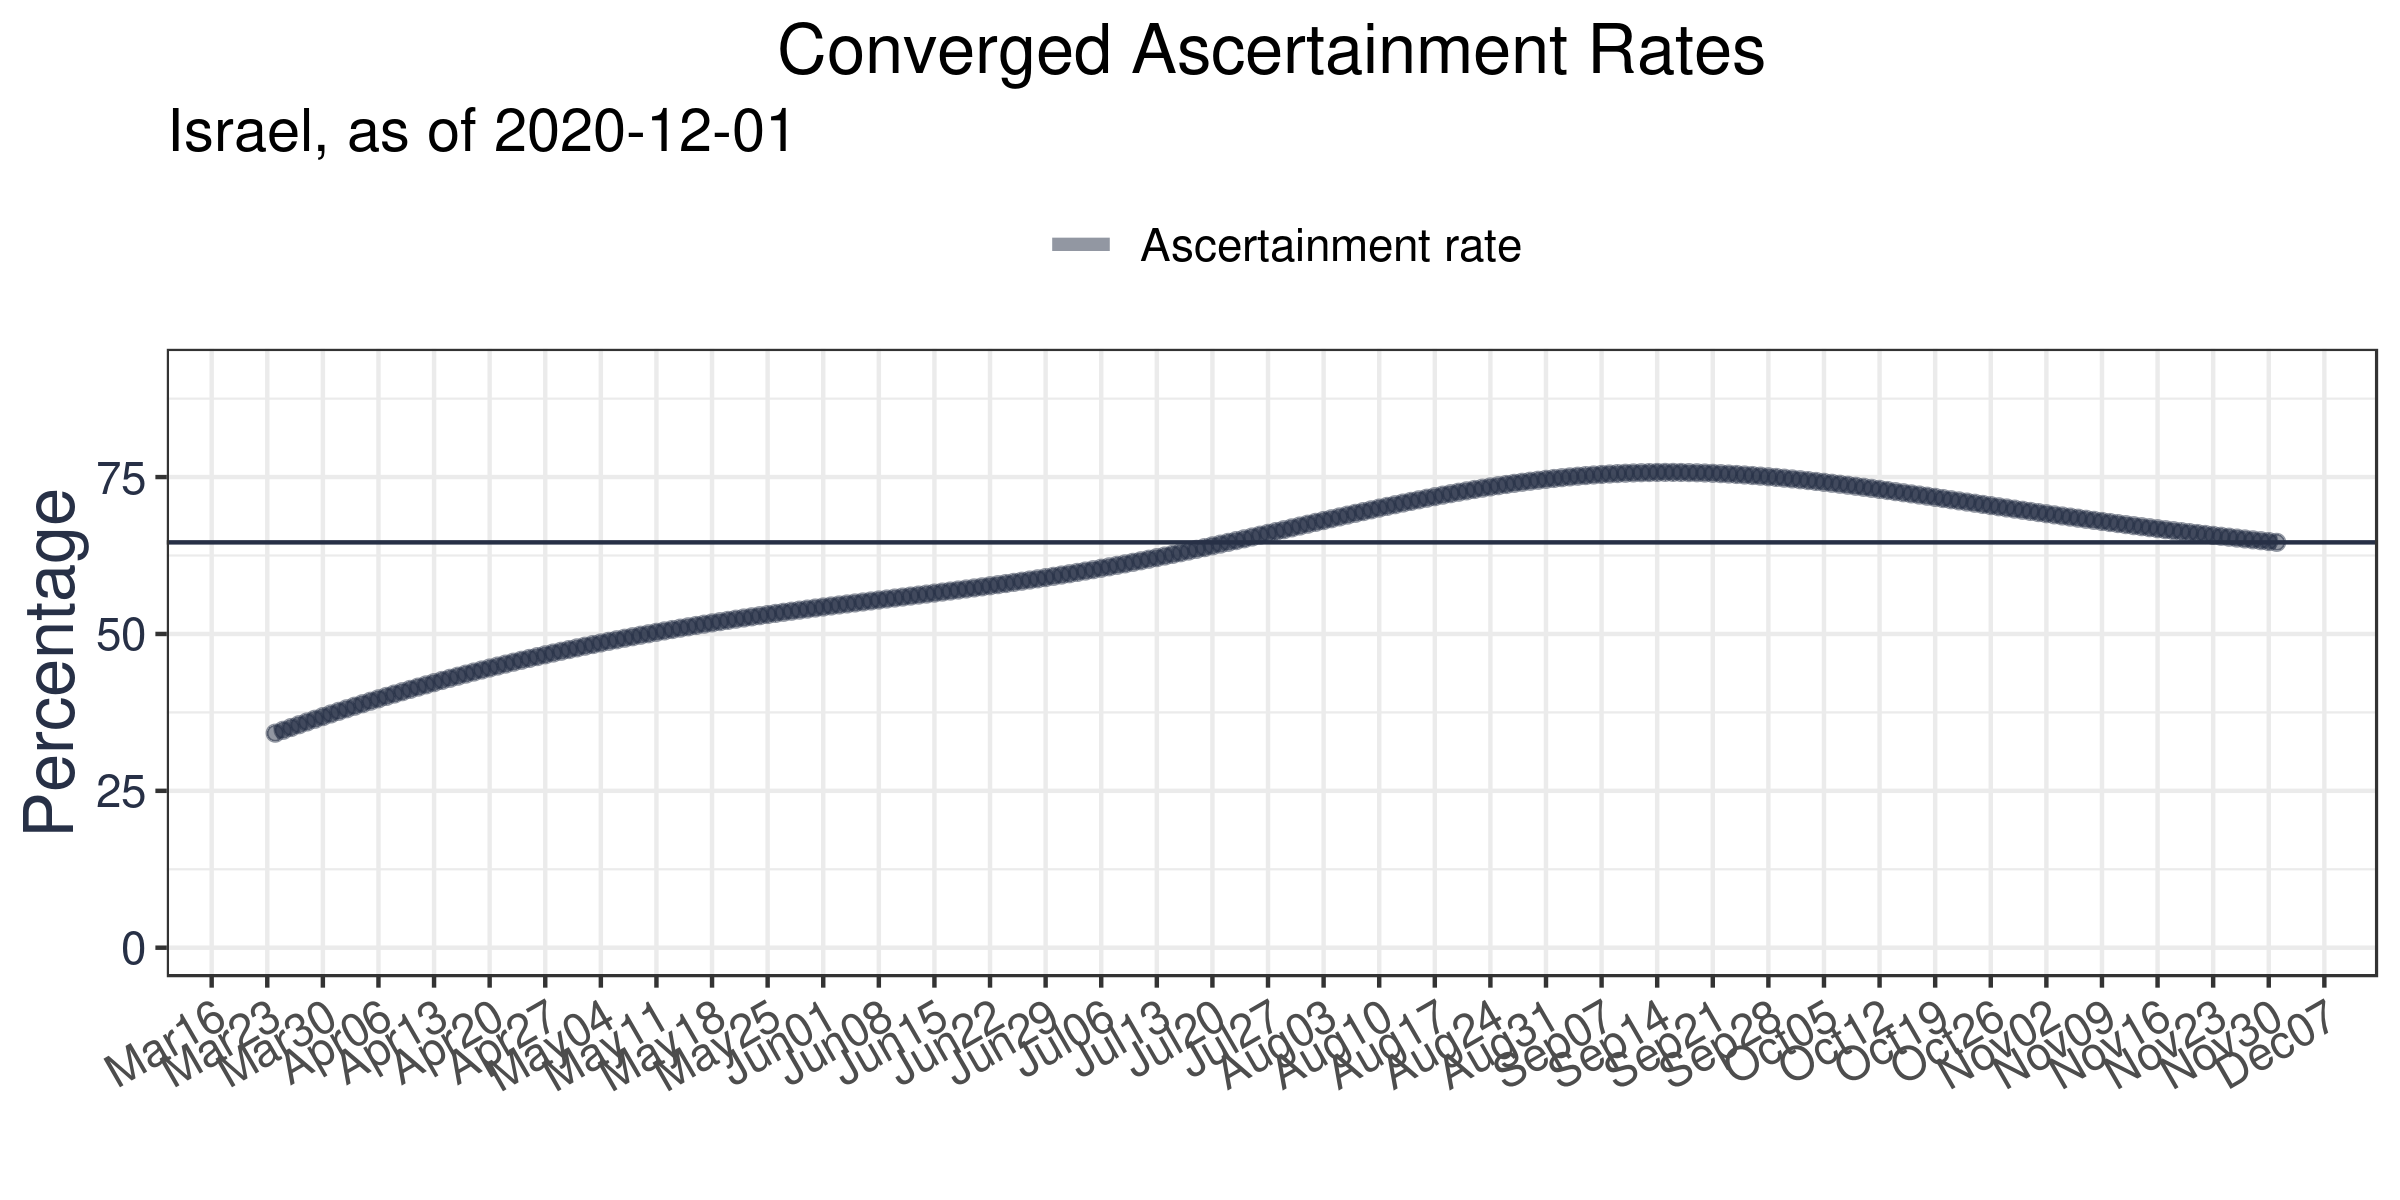 Converged Ascertainment Rates
Israel, as of 2020-12-01
Ascertainment rate
Percentage
75
50
25
0
Mar16
Mar23
Mar30
Apr06
Apr13
Apr20
Apr27
May04
May11
May18
May25
Jun01
Jun08
Jun15
Jun22
Jun29
Jul06
Jul13
Jul20
Jul27
Aug03
Aug10
Aug17
Aug24
Aug31
Sep07
Sep14
Sep21
Sep28
Oct05
Oct12
Oct19
Oct26
Nov02
Nov09
Nov16
Nov23
Nov30
Dec07